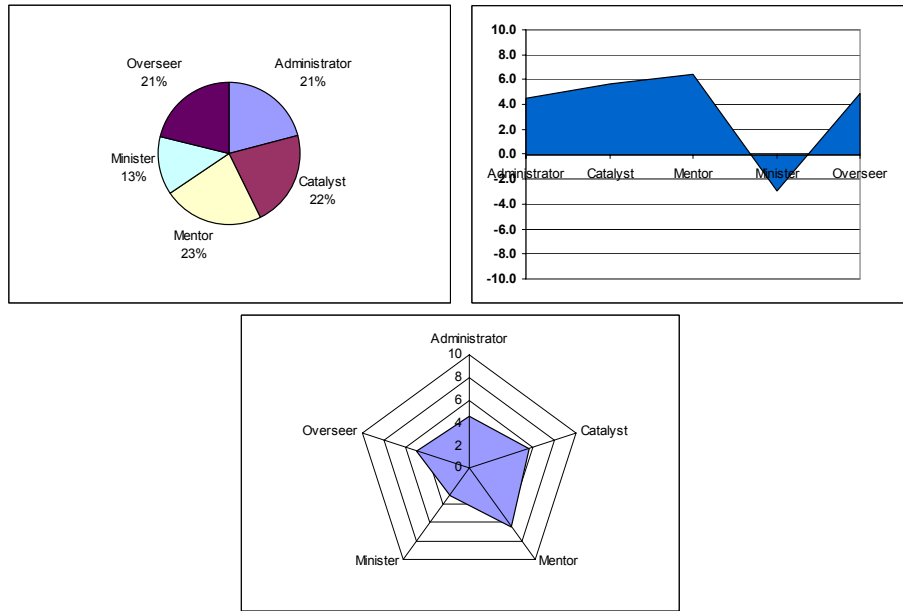 Overseer
21%
Administrator
21%
Minister
13%
Catalyst
22%
Mentor
23%
10.0
8.0
6.0
4.0
2.0
0.0
-2.0
-4.0
-6.0
-8.0
-10.0
Administrator
Catalyst
Mentor
Minister
Overseer
Administrator
10
8
6
4
2
0
Overseer
Catalyst
Minister
Mentor